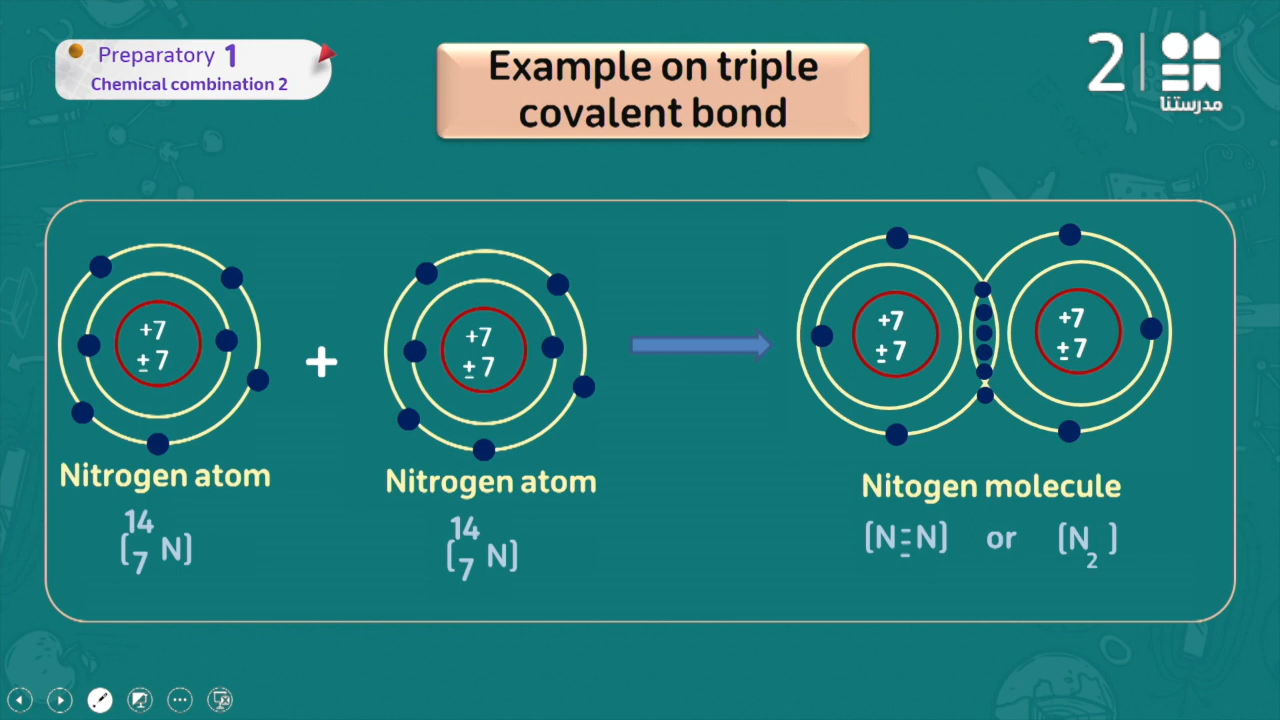 Preparatory 1
Chemical combination 2
Example on triple
covalent bond
2
مدرستنا
+7
± 7
+7
± 7
+7
± 7
+7
± 7
+
Nitrogen atom
Nitrogen atom
Nitogen molecule
14
[7 N]
14
[7 N]
[N≡N] or [N2]